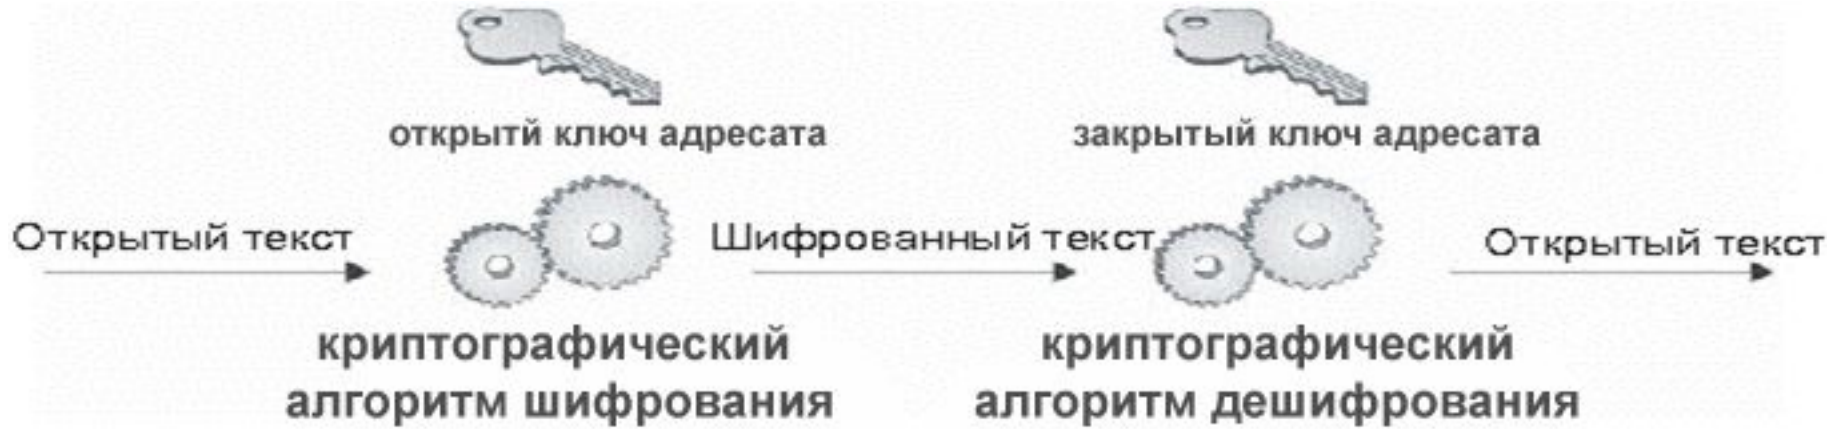 открытй ключ адресата
закрытый ключ адресата
Открытый текст
Шифрованный текст
Открытый текст
криптографический
алгоритм шифрования
криптографический
алгоритм дешифрования